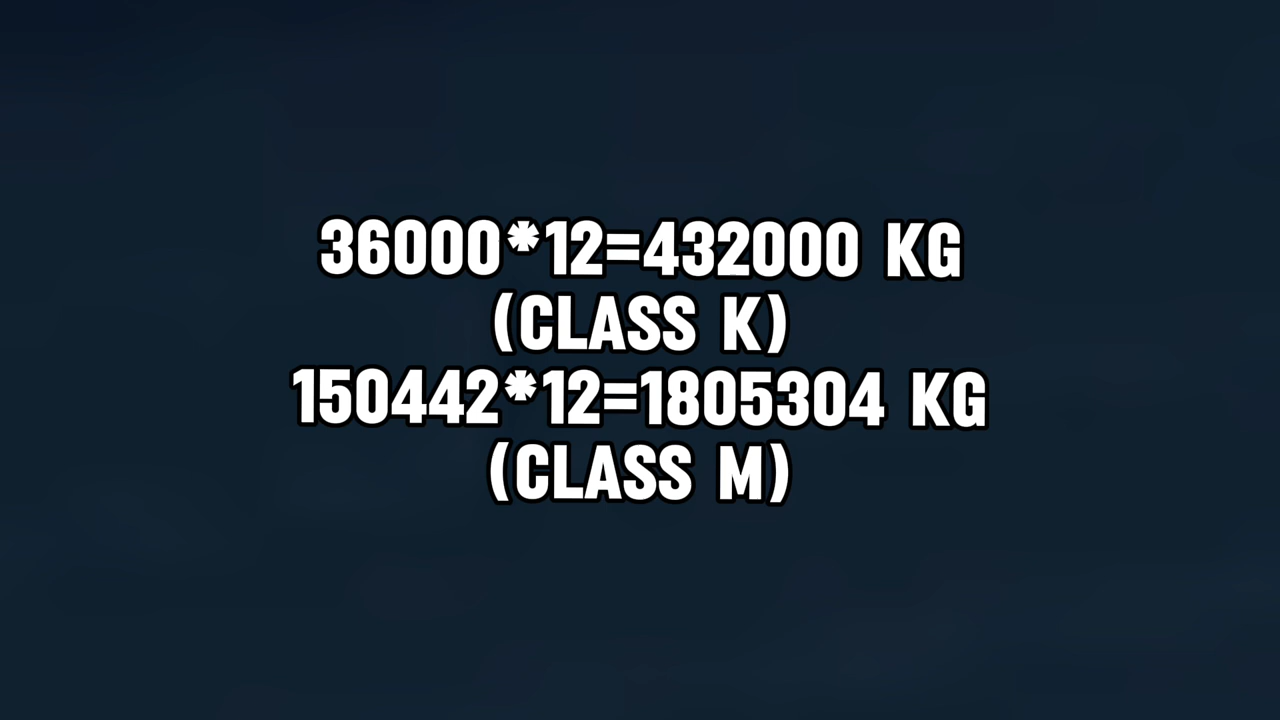 36000*12=432000 KG
(CLASS K)
150442*12=1805304 KG
(CLASS M)